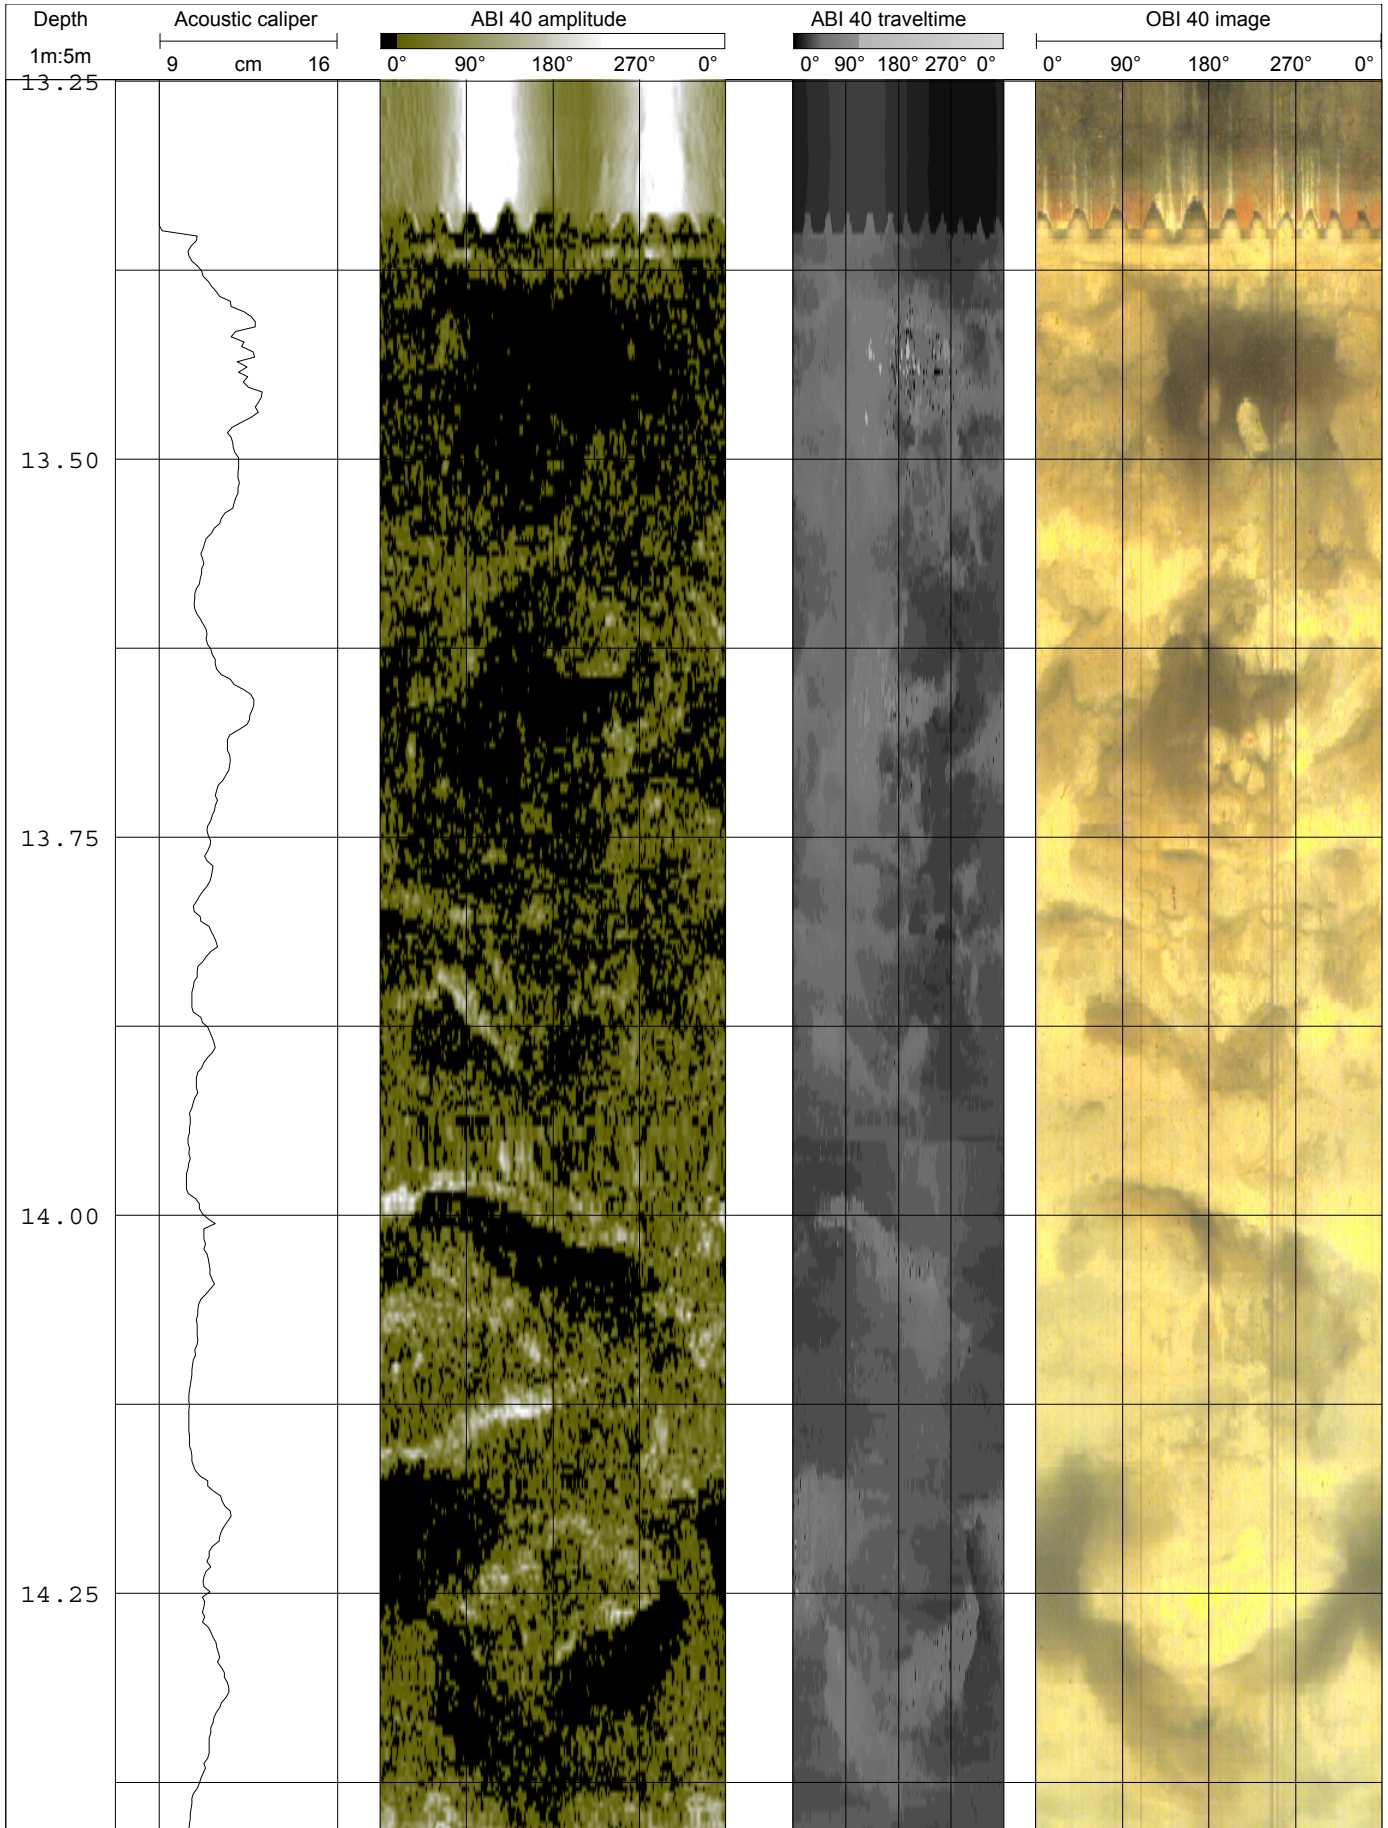 Depth Acoustic caliper ABI 40 amplitude ABI 40 traveltime OBI 40 image
1m:5m 9 cm 16 0° 90° 180° 270° 0° 0° 90° 180° 270° 0° 0° 90° 180° 270° 0°
13.25
13.50
13.75
14.00
14.25